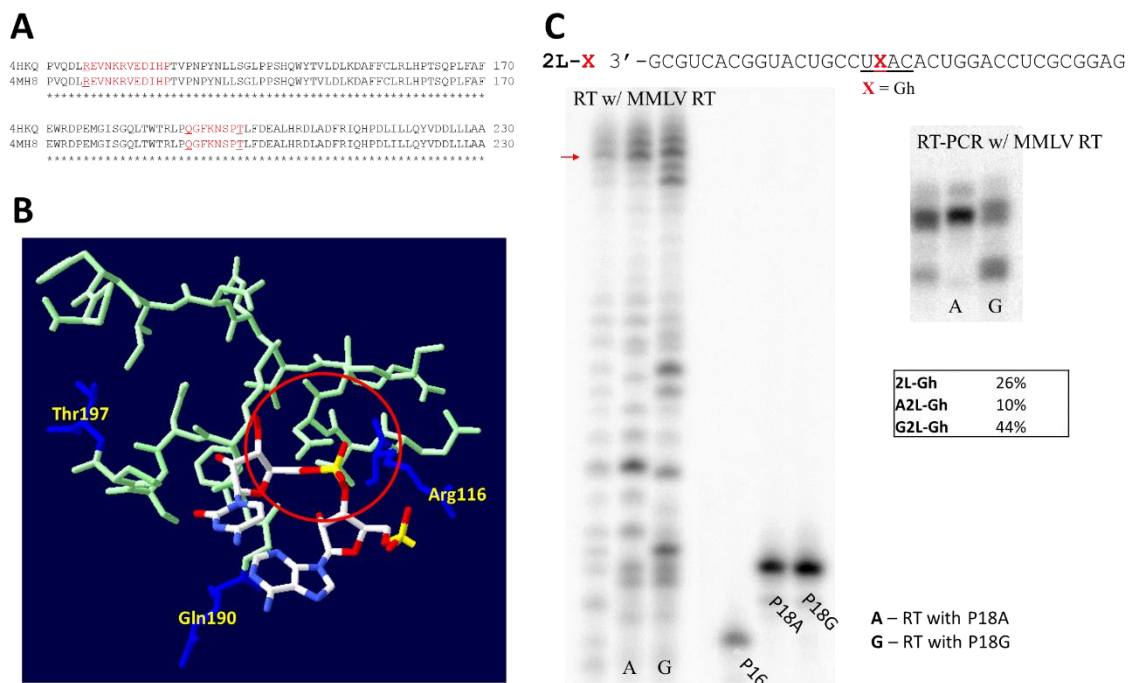 A
4HKQ PVQDLREVNKRVEDIHPTVPNPYNLLSGLPPSHQWYTVLDLKDAFFCLRLHPTSQPLFAF 170
4MH8 PVQDLREVNKRVEDIHPTVPNPYNLLSGLPPSHQWYTVLDLKDAFFCLRLHPTSQPLFAF 170
************************************************************
4HKQ EWRDPEMGISGQLTWTRLPQGFKNSPTLFDEALHRDLADFRIQHPDLILLQYVDDLLLAA 230
4MH8 EWRDPEMGISGQLTWTRLPQGFKNSPTLFDEALHRDLADFRIQHPDLILLQYVDDLLLAA 230
************************************************************
B
Thr197
Arg116
Gln190
C
2L-X 3’-GCGUCACGGUACUGCCUXACACUGGACCUCGCGGAG
X = Gh
RT w/ MMLV RT
A G
P16
P18A
P18G
RT-PCR w/ MMLV RT
A G
2L-Gh 26%
A2L-Gh 10%
G2L-Gh 44%
A – RT with P18A
G – RT with P18G